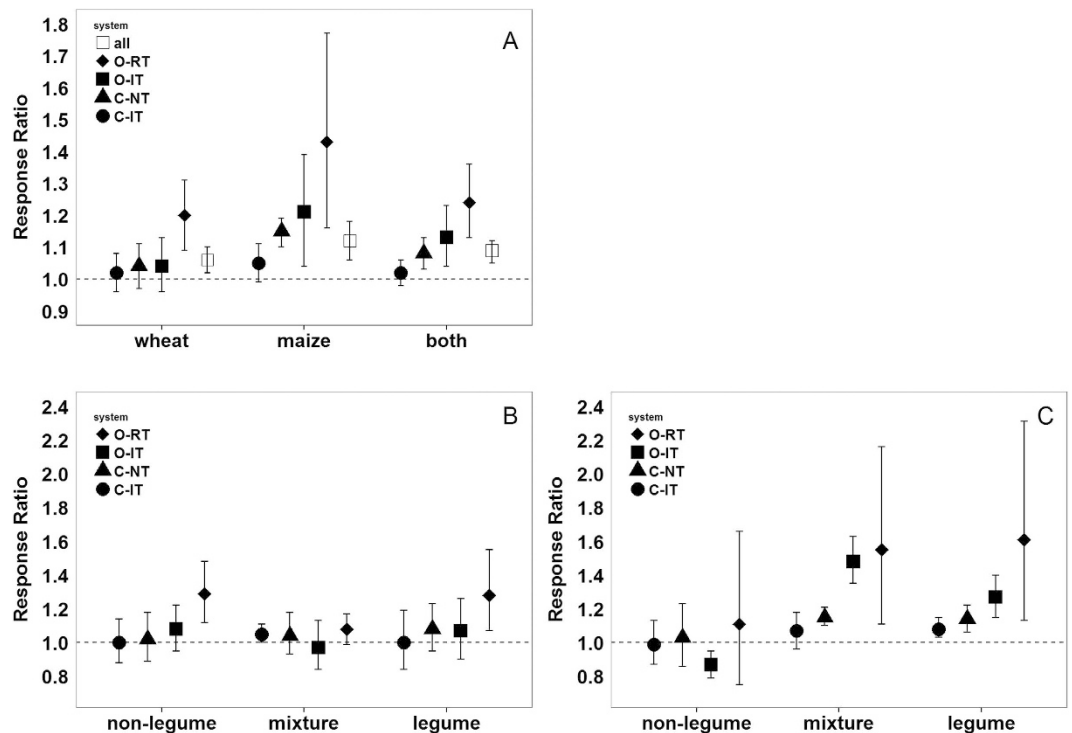 A
system
all
O-RT
O-IT
C-NT
C-IT
Response Ratio
1.8
1.7
1.6
1.5
1.4
1.3
1.2
1.1
1.0
0.9
wheat maize both
B
system
O-RT
O-IT
C-NT
C-IT
Response Ratio
2.4
2.2
2.0
1.8
1.6
1.4
1.2
1.0
0.8
non-legume mixture legume
C
system
O-RT
O-IT
C-NT
C-IT
Response Ratio
2.4
2.2
2.0
1.8
1.6
1.4
1.2
1.0
0.8
non-legume mixture legume